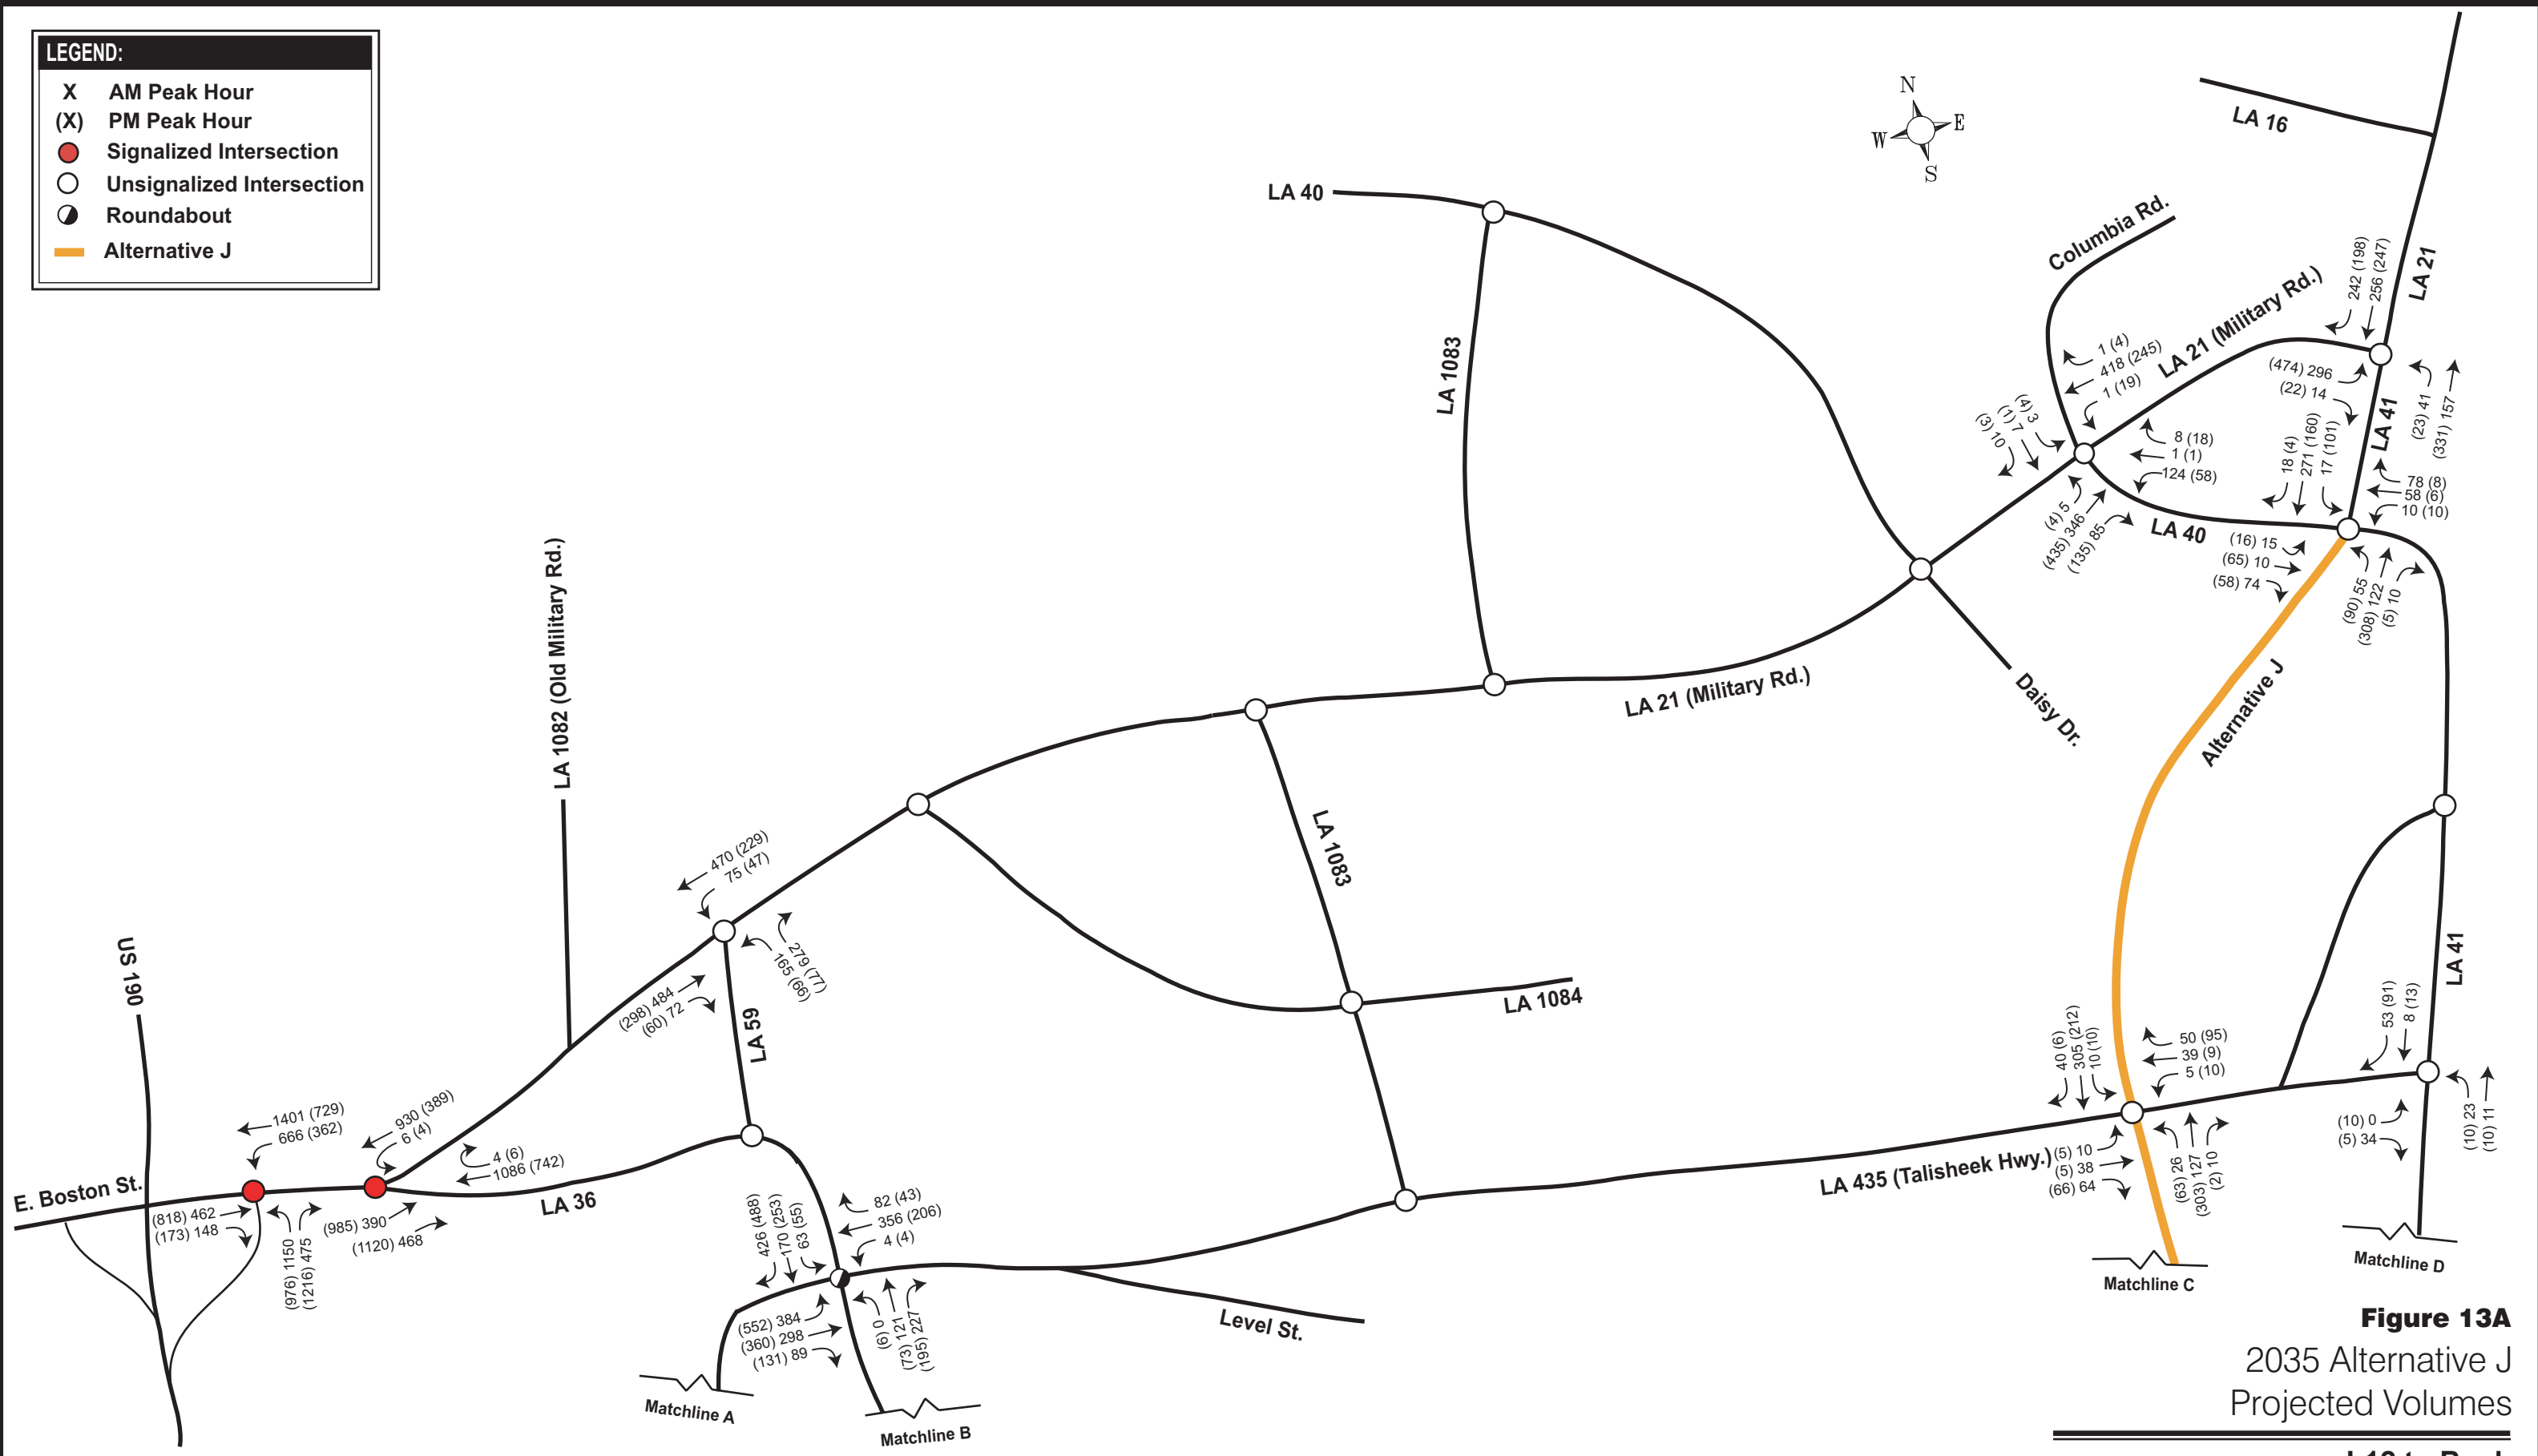 LEGEND:
X AM Peak Hour
(X) PM Peak Hour
Signalized Intersection
Unsignalized Intersection
Roundabout
Alternative J
N
W
E
S
LA 16
LA 40
LA 1083
Columbia Rd.
LA 21 (Military Rd.)
LA 21
242 (198)
256 (247)
(474) 296
(22) 14
LA 41
(23) 41
(331) 157
1 (4)
418 (245)
1 (19)
(4) 3
(1) 7
(3) 10
8 (18)
1 (1)
124 (58)
(4) 5
(435) 346
(135) 85
18 (4)
271 (160)
17 (101)
78 (8)
58 (6)
10 (10)
LA 40
(16) 15
(65) 10
(58) 74
(90) 55
(308) 122
(5) 10
Alternative J
Daisy Dr.
LA 21 (Military Rd.)
LA 1082 (Old Military Rd.)
LA 1083
LA 1084
470 (229)
75 (47)
279 (77)
165 (66)
(298) 484
(60) 72
LA 59
US 190
E. Boston St.
1401 (729)
666 (362)
930 (389)
6 (4)
4 (6)
1086 (742)
(818) 462
(173) 148
(976) 1150
(1216) 475
(985) 390
(1120) 468
LA 36
426 (488)
170 (253)
63 (55)
82 (43)
356 (206)
4 (4)
(552) 384
(360) 298
(131) 89
(9) 0
(73) 121
(195) 227
Level St.
Matchline A
Matchline B
LA 435 (Talisheek Hwy.)
40 (6)
305 (212)
10 (10)
50 (95)
39 (9)
5 (10)
(5) 10
(5) 38
(66) 64
(63) 26
(303) 127
(2) 10
LA 41
53 (91)
8 (13)
(10) 0
(5) 34
(10) 23
(10) 11
Matchline C
Matchline D
Figure 13A
2035 Alternative J
Projected Volumes